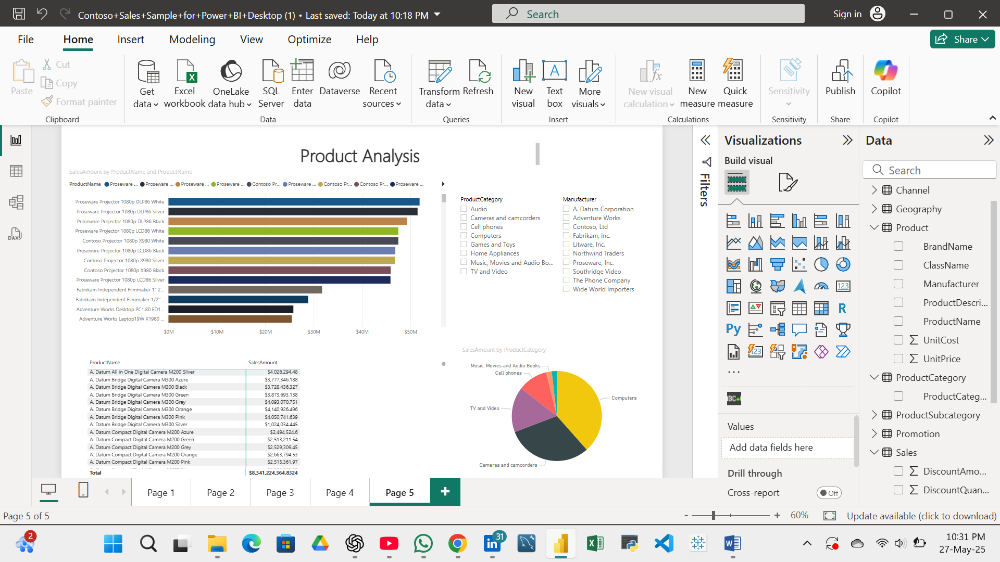 Contoso+Sales+Sample+for+Power+BI+Desktop (1) • Last saved: Today at 10:18 PM
Search
Sign in
File Home Insert Modeling View Optimize Help
Share
Paste
Cut
Copy
Format painter
Clipboard
Get data
Excel workbook
OneLake data hub
SQL Server
Enter data
Dataverse
Recent sources
Data
Transform data
Refresh
Queries
New visual
Text box
More visuals
Insert
New visual calculation
New measure
Quick measure
Calculations
Sensitivity
Sensitivity
Publish
Share
Copilot
Copilot
DAX
Product Analysis
SalesAmount by ProductName and ProductName
ProductName Proseware ... Proseware ... Proseware ... Proseware ... Contoso Pr... Proseware ... Contoso Pr... Contoso Pr... Proseware ...
Proseware Projector 1080p DLP86 White
Proseware Projector 1080p DLP86 Silver
Proseware Projector 1080p DLP86 Black
Proseware Projector 1080p LCD86 White
Contoso Projector 1080p X980 White
Proseware Projector 1080p LCD86 Black
Contoso Projector 1080p X980 Silver
Contoso Projector 1080p X980 Black
Proseware Projector 1080p LCD86 Silver
Fabrikam Independent Filmmaker 1" 2...
Fabrikam Independent Filmmaker 1/2"...
Adventure Works Desktop PC1.80 ED1...
Adventure Works Laptop19W X1980 ...
$0M $10M $20M $30M $40M $50M
ProductCategory
Audio
Cameras and camcorders
Cell phones
Computers
Games and Toys
Home Appliances
Music, Movies and Audio Bo...
TV and Video
Manufacturer
A. Datum Corporation
Adventure Works
Contoso, Ltd
Fabrikam, Inc.
Litware, Inc.
Northwind Traders
Proseware, Inc.
Southridge Video
The Phone Company
Wide World Importers
ProductName SalesAmount
A. Datum All in One Digital Camera M200 Silver $4,026,294.48
A. Datum Bridge Digital Camera M300 Azure $3,777,346.188
A. Datum Bridge Digital Camera M300 Black $3,728,436.327
A. Datum Bridge Digital Camera M300 Green $3,873,693.138
A. Datum Bridge Digital Camera M300 Grey $4,093,070.751
A. Datum Bridge Digital Camera M300 Orange $4,140,926.496
A. Datum Bridge Digital Camera M300 Pink $4,050,741.639
A. Datum Bridge Digital Camera M300 Silver $1,024,034.445
A. Datum Compact Digital Camera M200 Azure $2,494,524.6
A. Datum Compact Digital Camera M200 Green $2,513,211.54
A. Datum Compact Digital Camera M200 Grey $2,529,309.45
A. Datum Compact Digital Camera M200 Orange $2,663,794.53
A. Datum Compact Digital Camera M200 Pink $2,515,361.97
Total $8,341,224,364.8324
SalesAmount by ProductCategory
Music, Movies and Audio Books
Cell phones
TV and Video
Computers
Cameras and camcorders
Filters
Visualizations
Build visual
123
R
Py
123
BC
Values
Add data fields here
Drill through
Cross-report
Off
Data
Search
Channel
Geography
Product
BrandName
ClassName
Manufacturer
ProductDescri...
ProductName
UnitCost
UnitPrice
ProductCategory
ProductCateg...
ProductSubcategory
Promotion
Sales
DiscountAmo...
DiscountQuan...
Page 1 Page 2 Page 3 Page 4 Page 5
Page 5 of 5
60%
Update available (click to download)
2
31
10:31 PM
27-May-25